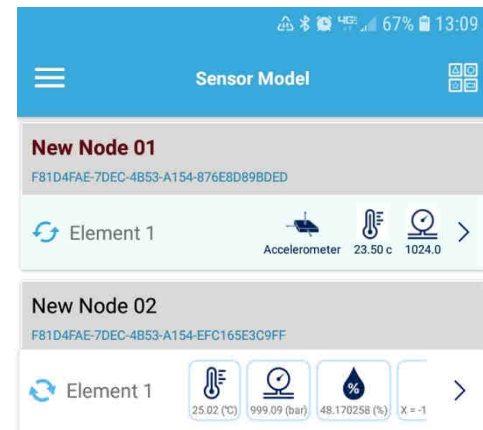 4GE 67% 13:09
Sensor Model
New Node 01
F81D4FAE-7DEC-4B53-A154-876E8D89BDED
Element 1
Accelerometer 23.50 c 1024.0
New Node 02
F81D4FAE-7DEC-4B53-A154-EFC165E3C9FF
Element 1
%
25.02 (°C) 999.09 (bar) 48.170258 (%) X = -1